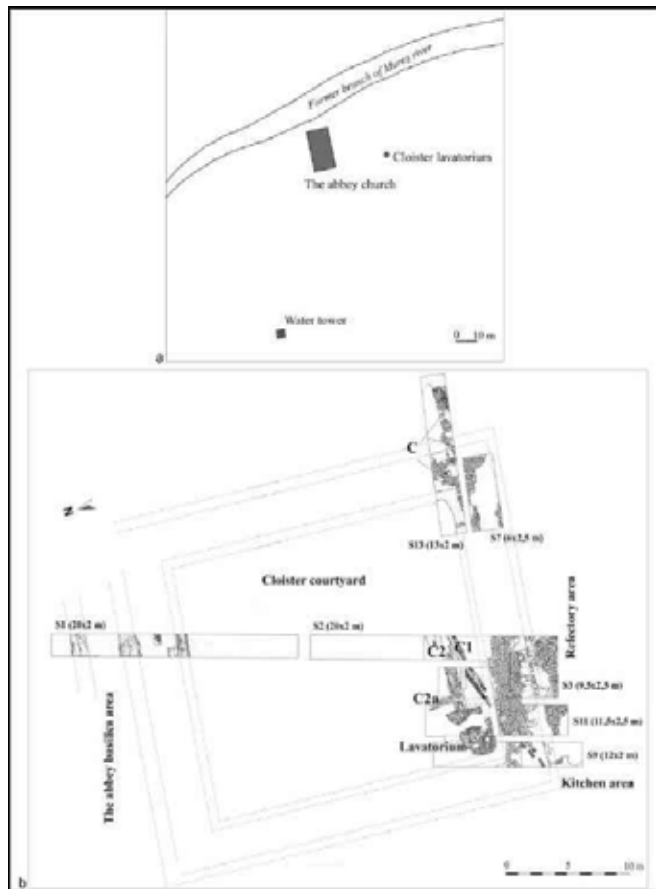 Former branch of Mureş river
Cloister lavatorium
The abbey church
Water tower
0 10 m
a
C
N
S13 (13x2 m)
S7 (6x2,5 m)
Cloister courtyard
Refectory area
S1 (20x2 m)
S2 (20x2 m)
C2
C1
S3 (9,5x2,5 m)
C2a
S11 (11,5x2,5 m)
Lavatorium
S9 (12x2 m)
The abbey basilica area
Kitchen area
0 5 10 m
b